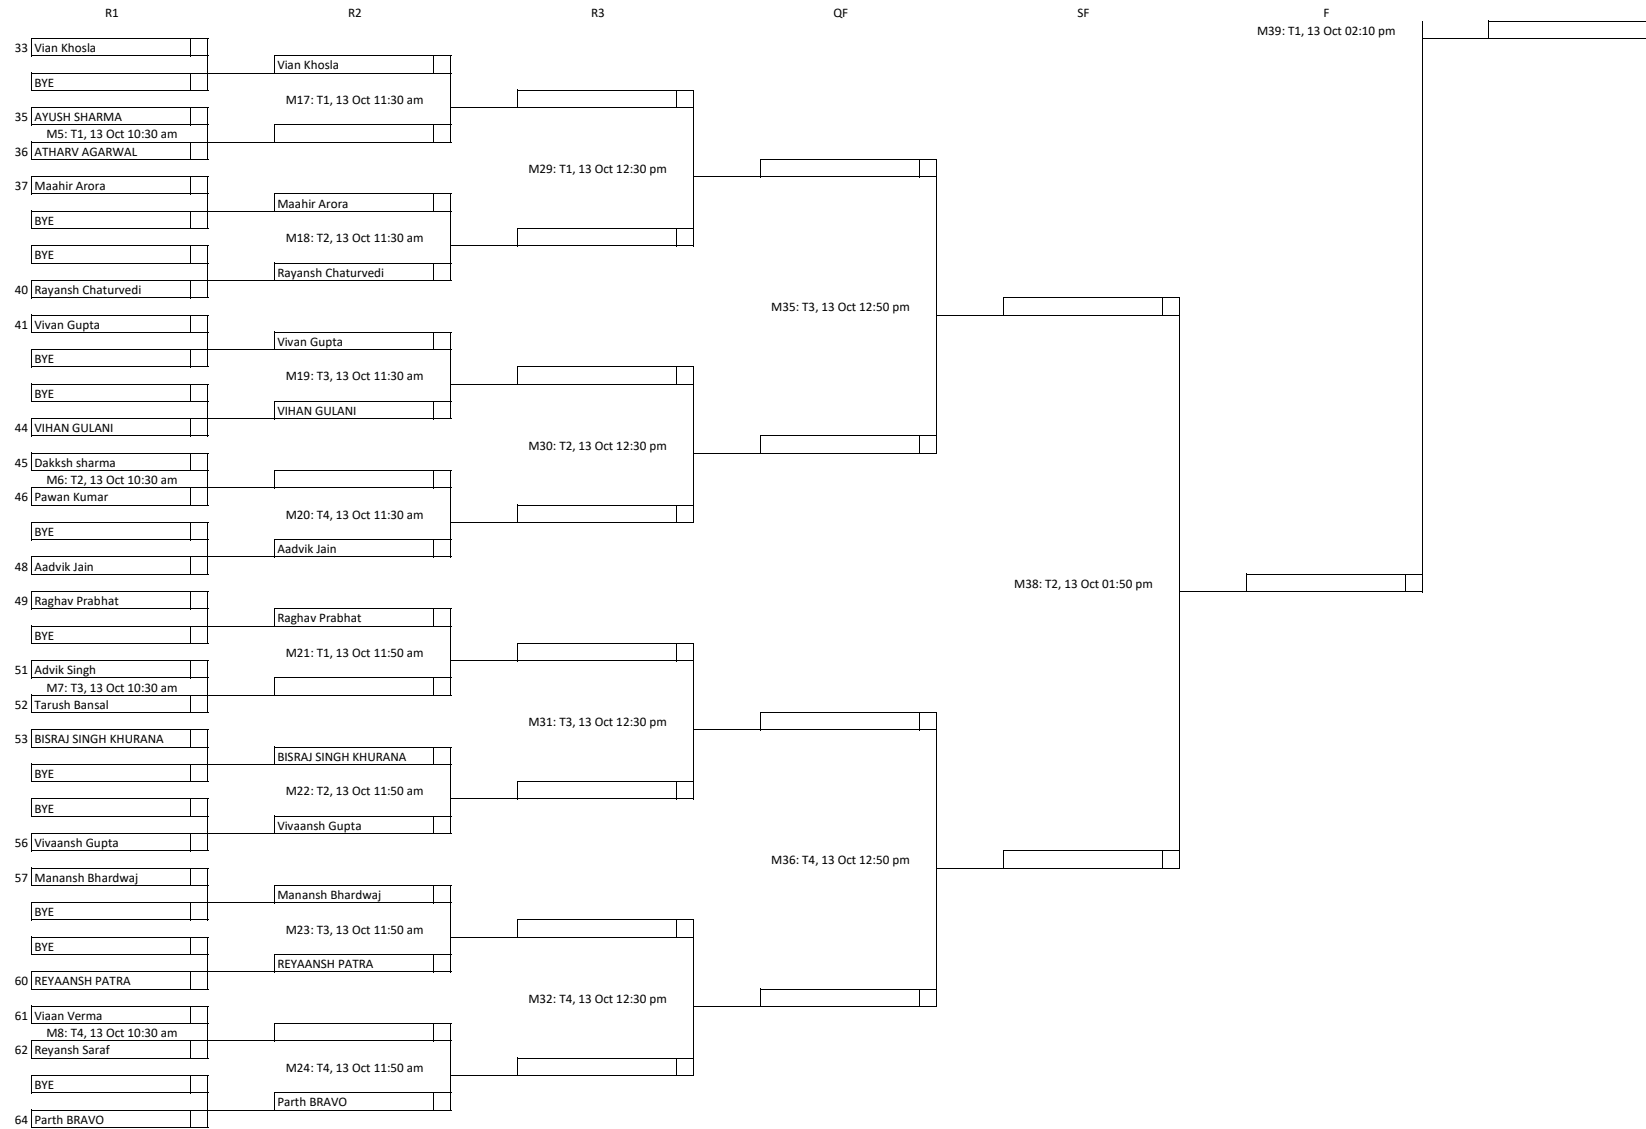 R1 R2 R3 QF SF F
M39: T1, 13 Oct 02:10 pm
33 Vian Khosla
Vian Khosla
BYE
M17: T1, 13 Oct 11:30 am
35 AYUSH SHARMA
M5: T1, 13 Oct 10:30 am
36 ATHARV AGARWAL
M29: T1, 13 Oct 12:30 pm
37 Maahir Arora
Maahir Arora
BYE
M18: T2, 13 Oct 11:30 am
BYE
Rayansh Chaturvedi
40 Rayansh Chaturvedi
M35: T3, 13 Oct 12:50 pm
41 Vivan Gupta
Vivan Gupta
BYE
M19: T3, 13 Oct 11:30 am
BYE
VIHAN GULANI
44 VIHAN GULANI
M30: T2, 13 Oct 12:30 pm
45 Dakksh sharma
M6: T2, 13 Oct 10:30 am
46 Pawan Kumar
M20: T4, 13 Oct 11:30 am
BYE
Aadvik Jain
48 Aadvik Jain
M38: T2, 13 Oct 01:50 pm
49 Raghav Prabhat
Raghav Prabhat
BYE
M21: T1, 13 Oct 11:50 am
51 Advik Singh
M7: T3, 13 Oct 10:30 am
52 Tarush Bansal
M31: T3, 13 Oct 12:30 pm
53 BISRAJ SINGH KHURANA
BISRAJ SINGH KHURANA
BYE
M22: T2, 13 Oct 11:50 am
BYE
Vivaansh Gupta
56 Vivaansh Gupta
M36: T4, 13 Oct 12:50 pm
57 Manansh Bhardwaj
Manansh Bhardwaj
BYE
M23: T3, 13 Oct 11:50 am
BYE
REYAANSH PATRA
60 REYAANSH PATRA
M32: T4, 13 Oct 12:30 pm
61 Viaan Verma
M8: T4, 13 Oct 10:30 am
62 Reyansh Saraf
M24: T4, 13 Oct 11:50 am
BYE
Parth BRAVO
64 Parth BRAVO